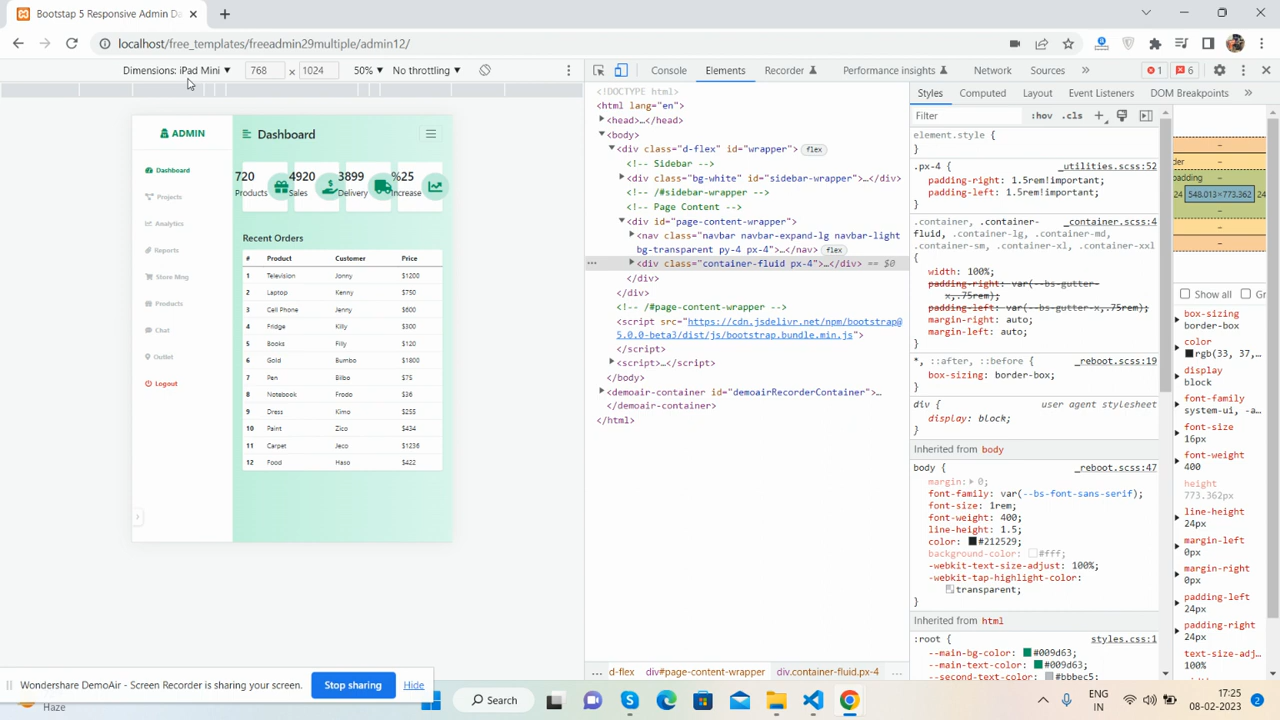 Bootstap 5 Responsive Admin Da
localhost/free_templates/freeadmin29multiple/admin12/
Dimensions: iPad Mini 768 × 1024 50% No throttling
ADMIN
Dashboard
Projects
Analytics
Reports
Store Mng
Products
Chat
Outlet
Logout
Dashboard
720 4920 3899 %25
Products Sales Delivery Increase
Recent Orders
# Product Customer Price
1 Television Jonny $1200
2 Laptop Kenny $750
3 Cell Phone Jenny $600
4 Fridge Killy $300
5 Books Filly $120
6 Gold Bumbo $1800
7 Pen Bilbo $75
8 Notebook Frodo $36
9 Dress Kimo $255
10 Paint Zico $434
11 Carpet Jeco $1236
12 Food Haso $422
Console Elements Recorder Performance insights Network Sources » 1 6
<!DOCTYPE html>
<html lang="en">
<head>…</head>
<body>
<div class="d-flex" id="wrapper"> flex
<!-- Sidebar -->
<div class="bg-white" id="sidebar-wrapper">…</div>
<!-- /#sidebar-wrapper -->
<!-- Page Content -->
<div id="page-content-wrapper">
<nav class="navbar navbar-expand-lg navbar-light
bg-transparent py-4 px-4">…</nav> flex
<div class="container-fluid px-4">…</div> == $0
</div>
</div>
<!-- /#page-content-wrapper -->
<script src="https://cdn.jsdelivr.net/npm/bootstrap@
5.0.0-beta3/dist/js/bootstrap.bundle.min.js">
</script>
<script>…</script>
</body>
<demoair-container id="demoairRecorderContainer">…
</demoair-container>
</html>
… d-flex div#page-content-wrapper div.container-fluid.px-4 …
Styles Computed Layout Event Listeners DOM Breakpoints »
Filter :hov .cls +
element.style {
}
.px-4 { _utilities.scss:52
padding-right: 1.5rem!important;
padding-left: 1.5rem!important;
}
.container, .container- _container.scss:4
fluid, .container-lg, .container-md,
.container-sm, .container-xl, .container-xxl
{
width: 100%;
padding-right: var(--bs-gutter-
x,.75rem);
padding-left: var(--bs-gutter-x,.75rem);
margin-right: auto;
margin-left: auto;
}
*, ::after, ::before { _reboot.scss:19
box-sizing: border-box;
}
div { user agent stylesheet
display: block;
}
Inherited from body
body { _reboot.scss:47
margin: 0;
font-family: var(--bs-font-sans-serif);
font-size: 1rem;
font-weight: 400;
line-height: 1.5;
color: #212529;
background-color: #fff;
-webkit-text-size-adjust: 100%;
-webkit-tap-highlight-color:
transparent;
}
Inherited from html
:root { styles.css:1
--main-bg-color: #009d63;
--main-text-color: #009d63;
--second-text-color: #bbbec5;
der
padding
24 548.013×773.362 24
Show all Gr
box-sizing
border-box
color
rgb(33, 37,…
display
block
font-family
system-ui, -a…
font-size
16px
font-weight
400
height
773.362px
line-height
24px
margin-left
0px
margin-right
0px
padding-left
24px
padding-right
24px
text-size-adj…
100%
Wondershare DemoAir - Screen Recorder is sharing your screen. Stop sharing Hide
Haze
Search
ENG
IN
17:25
08-02-2023
2